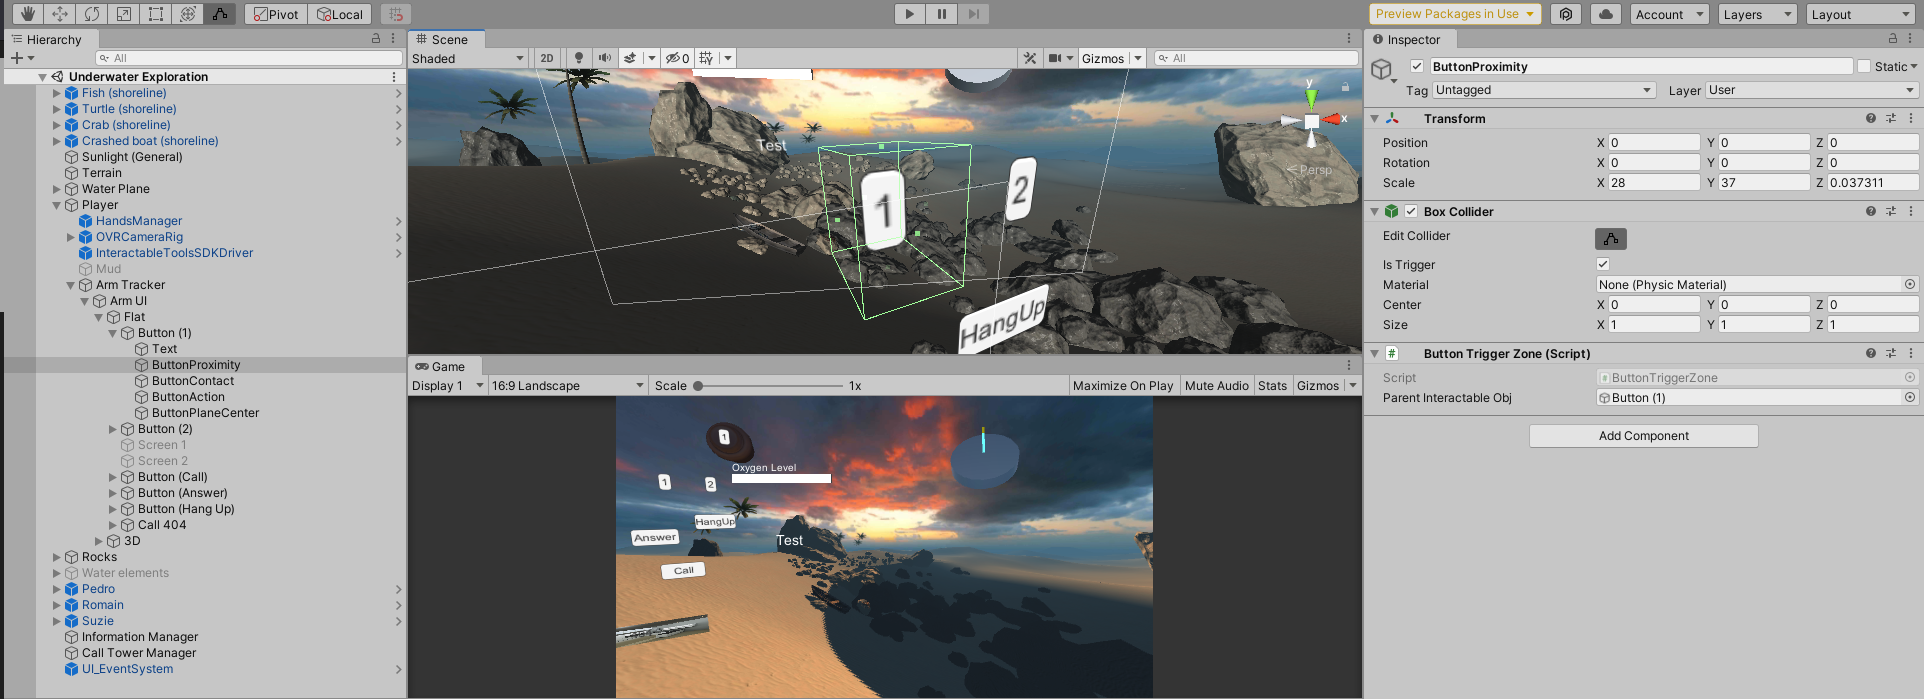 Pivot Local Preview Packages in Use Account Layers Layout
Hierarchy
All
Underwater Exploration
Fish (shoreline)
Turtle (shoreline)
Crab (shoreline)
Crashed boat (shoreline)
Sunlight (General)
Terrain
Water Plane
Player
HandsManager
OVRCameraRig
InteractableToolsSDKDriver
Mud
Arm Tracker
Arm UI
Flat
Button (1)
Text
ButtonProximity
ButtonContact
ButtonAction
ButtonPlaneCenter
Button (2)
Screen 1
Screen 2
Button (Call)
Button (Answer)
Button (Hang Up)
Call 404
3D
Rocks
Water elements
Pedro
Romain
Suzie
Information Manager
Call Tower Manager
UI_EventSystem
Scene
Shaded 2D 0 Gizmos All
y
x
Persp
Test
1
2
HangUp
Game
Display 1 16:9 Landscape Scale 1x Maximize On Play Mute Audio Stats Gizmos
1
Oxygen Level
1 2
HangUp
Answer
Test
Call
Inspector
ButtonProximity Static
Tag Untagged Layer User
Transform
Position X 0 Y 0 Z 0
Rotation X 0 Y 0 Z 0
Scale X 28 Y 37 Z 0.037311
Box Collider
Edit Collider
Is Trigger
Material None (Physic Material)
Center X 0 Y 0 Z 0
Size X 1 Y 1 Z 1
# Button Trigger Zone (Script)
Script ButtonTriggerZone
Parent Interactable Obj Button (1)
Add Component